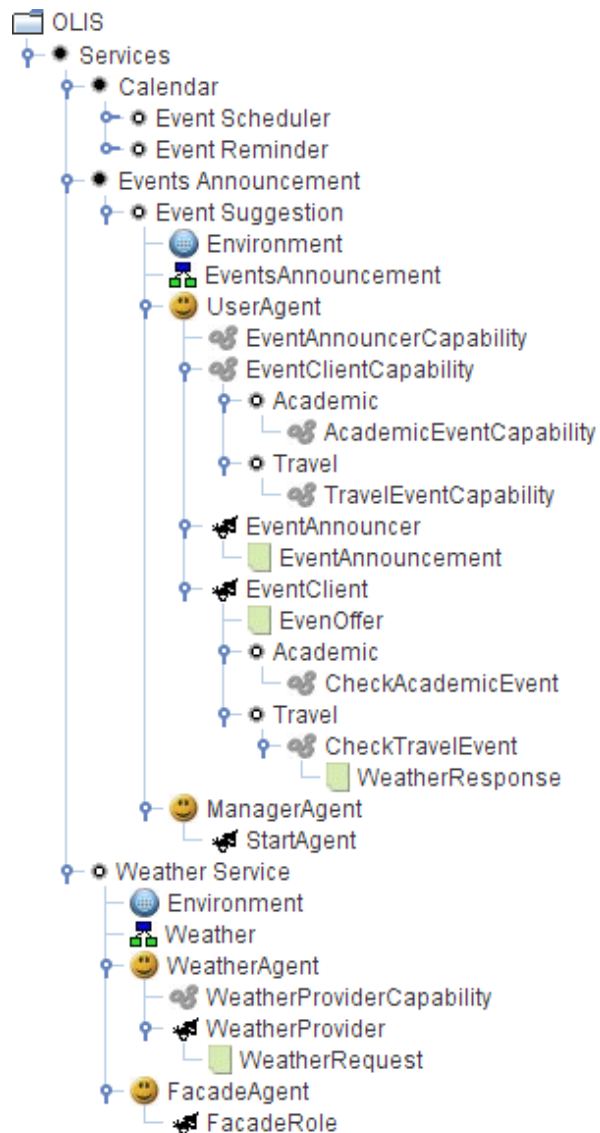 OLIS
Services
Calendar
Event Scheduler
Event Reminder
Events Announcement
Event Suggestion
Environment
EventsAnnouncement
UserAgent
EventAnnouncerCapability
EventClientCapability
Academic
AcademicEventCapability
Travel
TravelEventCapability
EventAnnouncer
EventAnnouncement
EventClient
EvenOffer
Academic
CheckAcademicEvent
Travel
CheckTravelEvent
WeatherResponse
ManagerAgent
StartAgent
Weather Service
Environment
Weather
WeatherAgent
WeatherProviderCapability
WeatherProvider
WeatherRequest
FacadeAgent
FacadeRole